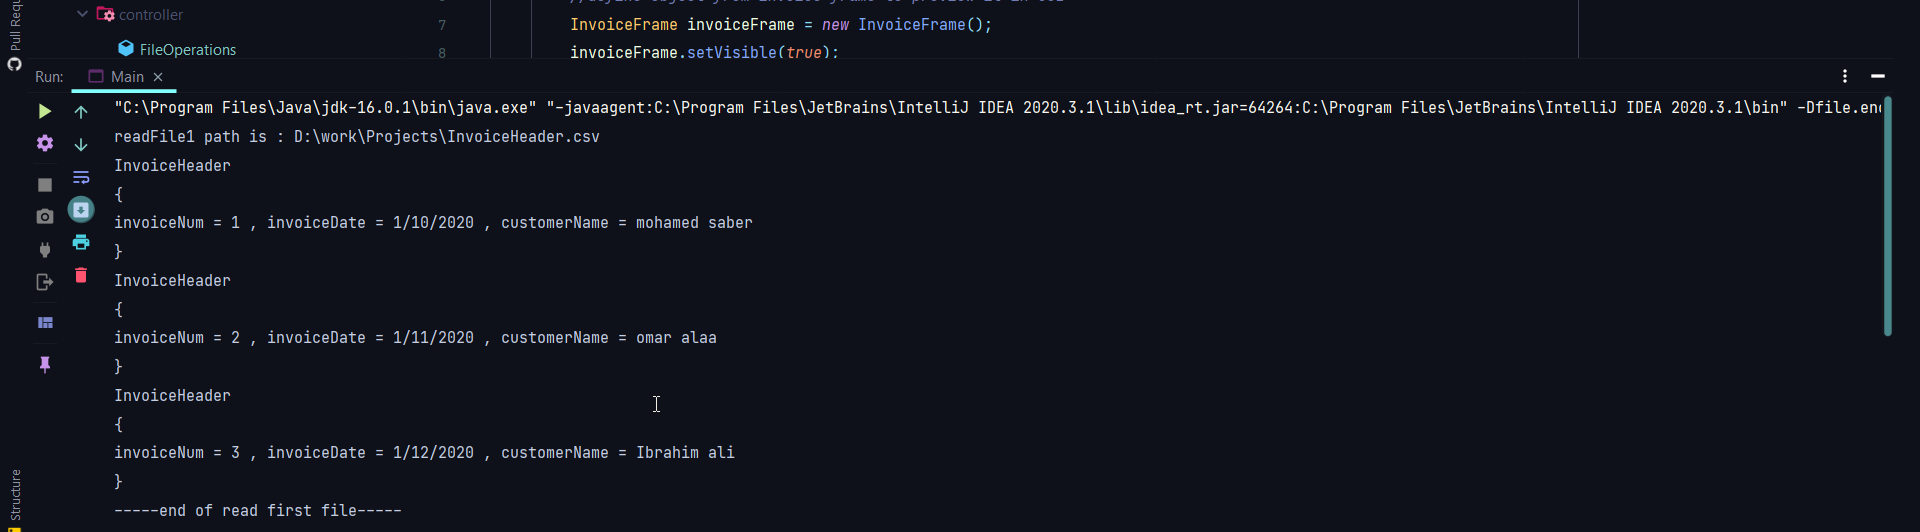 Pull Requ
controller
FileOperations
7
InvoiceFrame invoiceFrame = new InvoiceFrame();
8
invoiceFrame.setVisible(true);
Run:
Main
"C:\Program Files\Java\jdk-16.0.1\bin\java.exe" "-javaagent:C:\Program Files\JetBrains\IntelliJ IDEA 2020.3.1\lib\idea_rt.jar=64264:C:\Program Files\JetBrains\IntelliJ IDEA 2020.3.1\bin" -Dfile.enc
readFile1 path is : D:\work\Projects\InvoiceHeader.csv
InvoiceHeader
{
invoiceNum = 1 , invoiceDate = 1/10/2020 , customerName = mohamed saber
}
InvoiceHeader
{
invoiceNum = 2 , invoiceDate = 1/11/2020 , customerName = omar alaa
}
InvoiceHeader
{
invoiceNum = 3 , invoiceDate = 1/12/2020 , customerName = Ibrahim ali
}
-----end of read first file-----
Structure